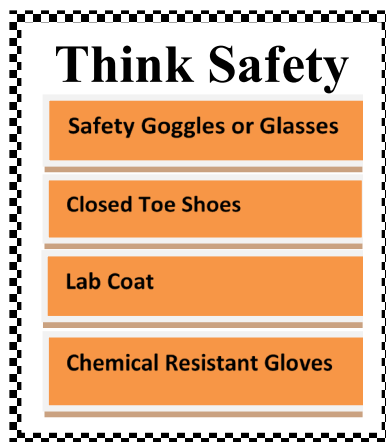 Think Safety
Safety Goggles or Glasses
Closed Toe Shoes
Lab Coat
Chemical Resistant Gloves